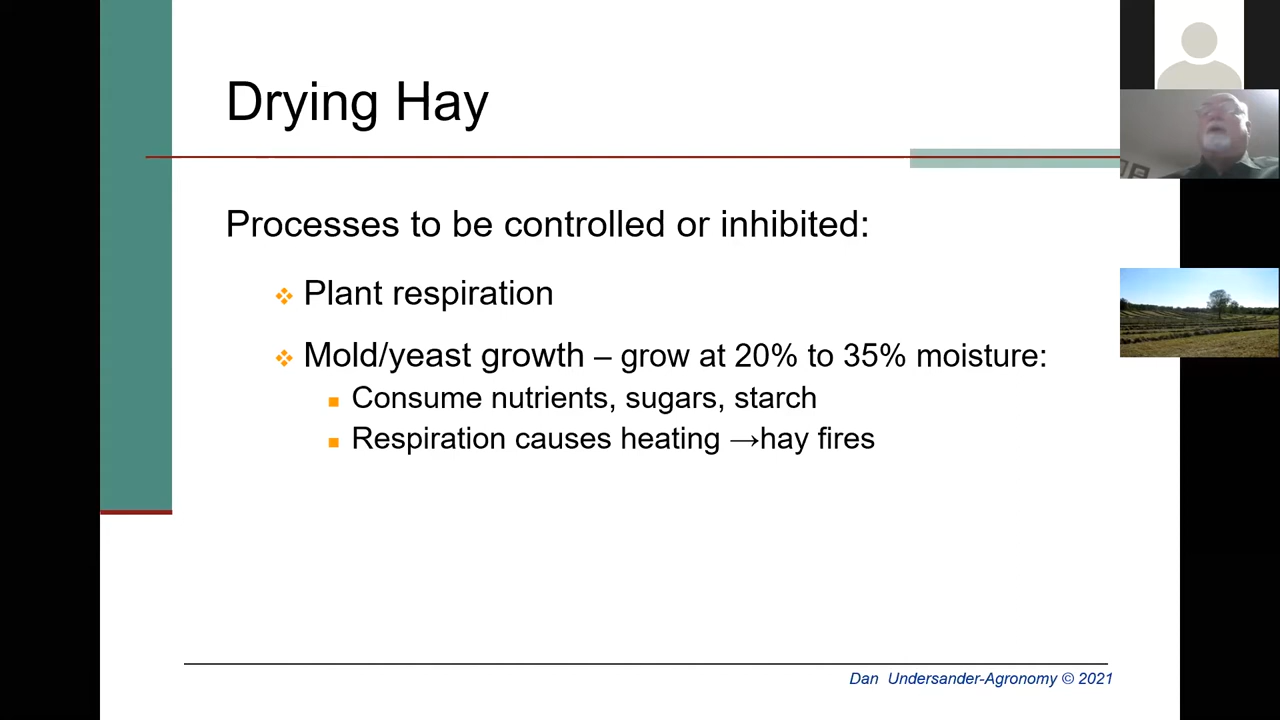 Drying Hay
Processes to be controlled or inhibited:
Plant respiration
Mold/yeast growth – grow at 20% to 35% moisture:
Consume nutrients, sugars, starch
Respiration causes heating →hay fires
Dan Undersander-Agronomy © 2021